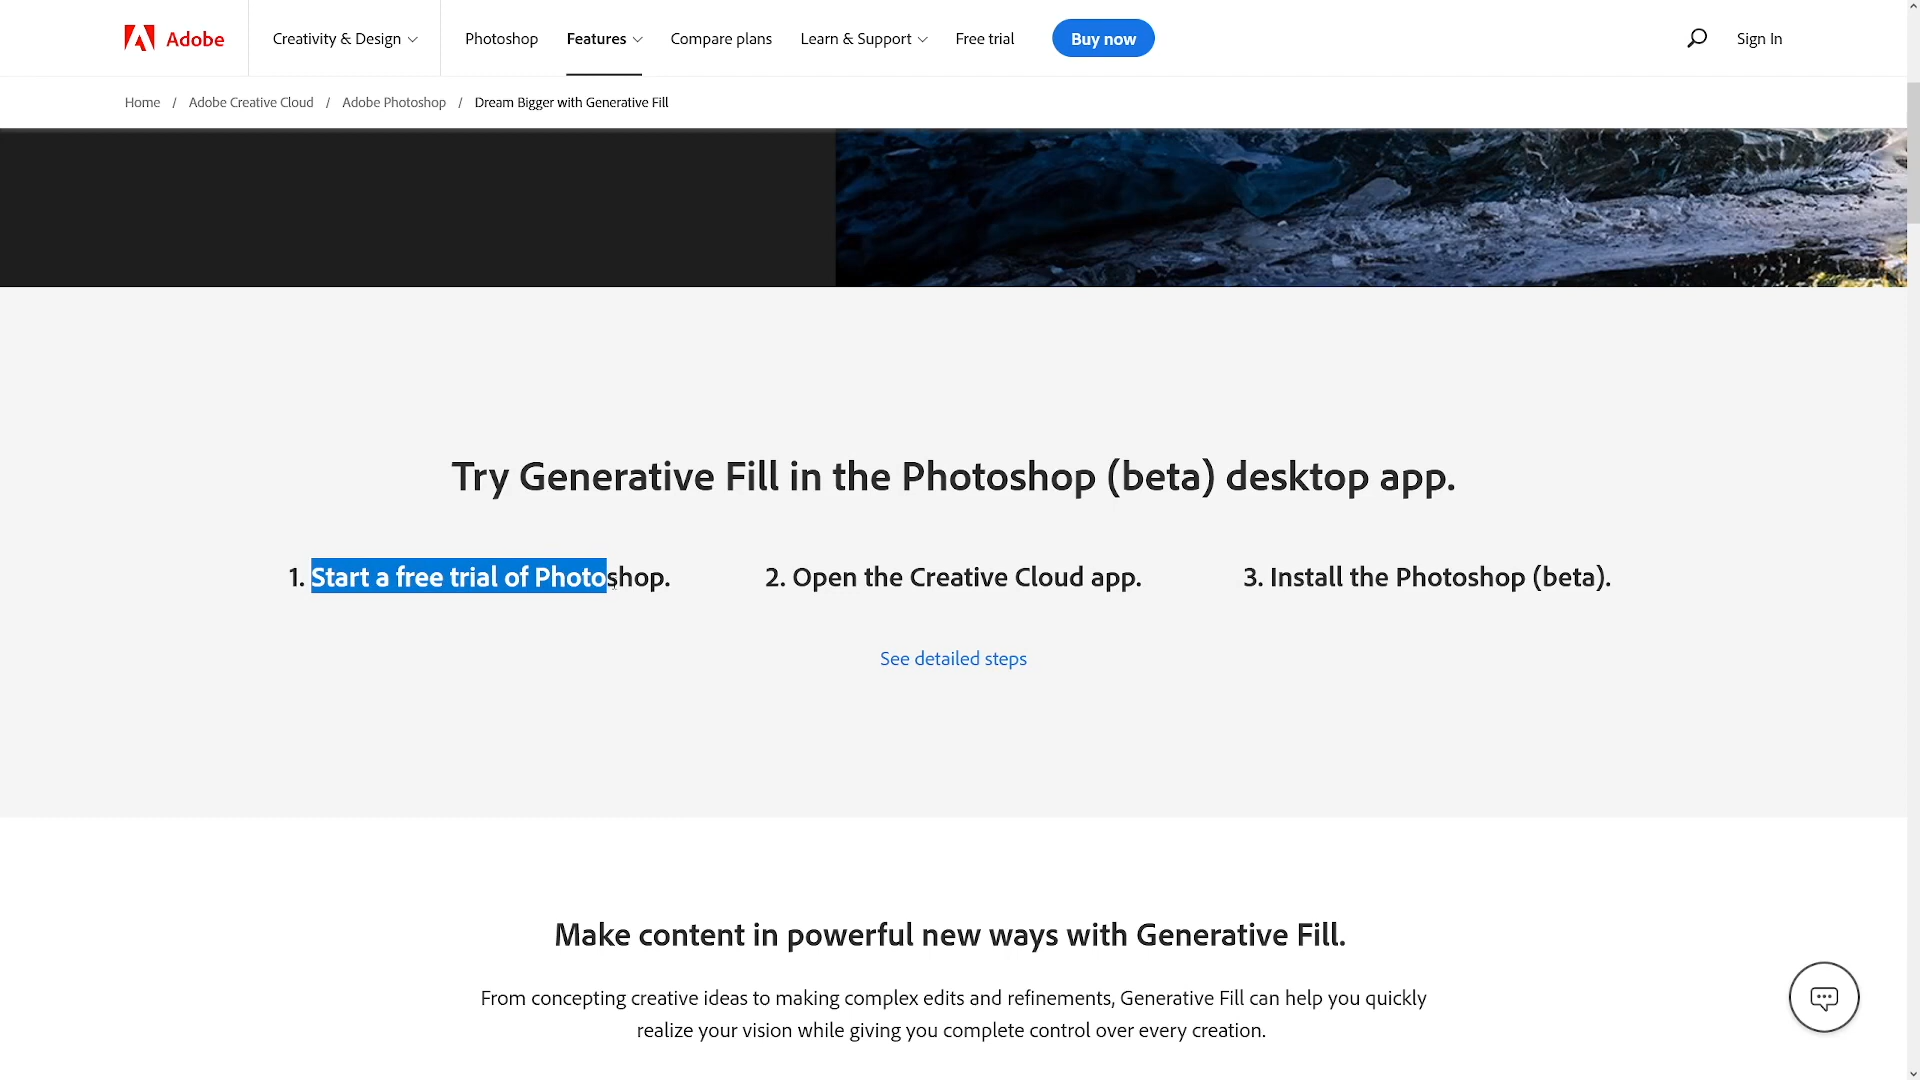 Adobe
Creativity & Design
Photoshop
Features
Compare plans
Learn & Support
Free trial
Buy now
Sign In
Home / Adobe Creative Cloud / Adobe Photoshop / Dream Bigger with Generative Fill
Try Generative Fill in the Photoshop (beta) desktop app.
1. Start a free trial of Photoshop.
2. Open the Creative Cloud app.
3. Install the Photoshop (beta).
See detailed steps
Make content in powerful new ways with Generative Fill.
From concepting creative ideas to making complex edits and refinements, Generative Fill can help you quickly
realize your vision while giving you complete control over every creation.